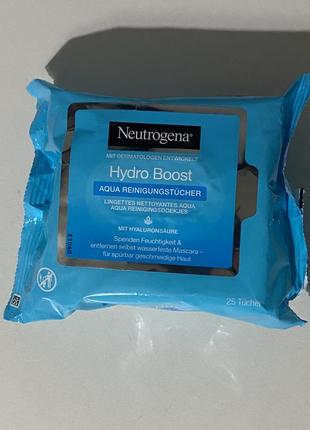 Neutrogena®
MIT DERMATOLOGEN ENTWICKELT
Hydro Boost
AQUA REINIGUNGSTÜCHER
LINGETTES NETTOYANTES AQUA
AQUA REINIGINGSDOEKJES
MIT HYALURONSÄURE
Spenden Feuchtigkeit &
entfernen selbst wasserfeste Mascara –
für spürbar geschmeidige Haut
25 Tücher